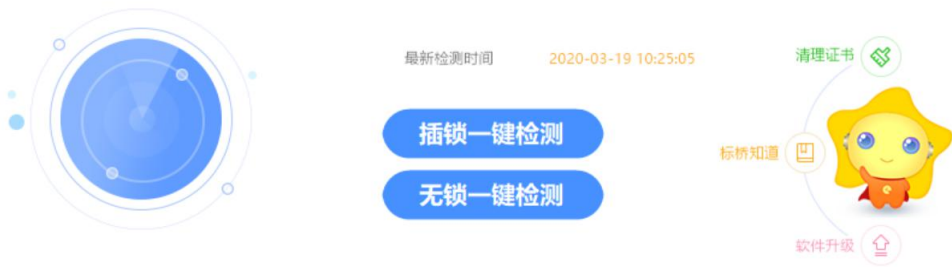 最新检测时间 2020-03-19 10:25:05
清理证书
插锁一键检测
标桥知道
无锁一键检测
软件升级